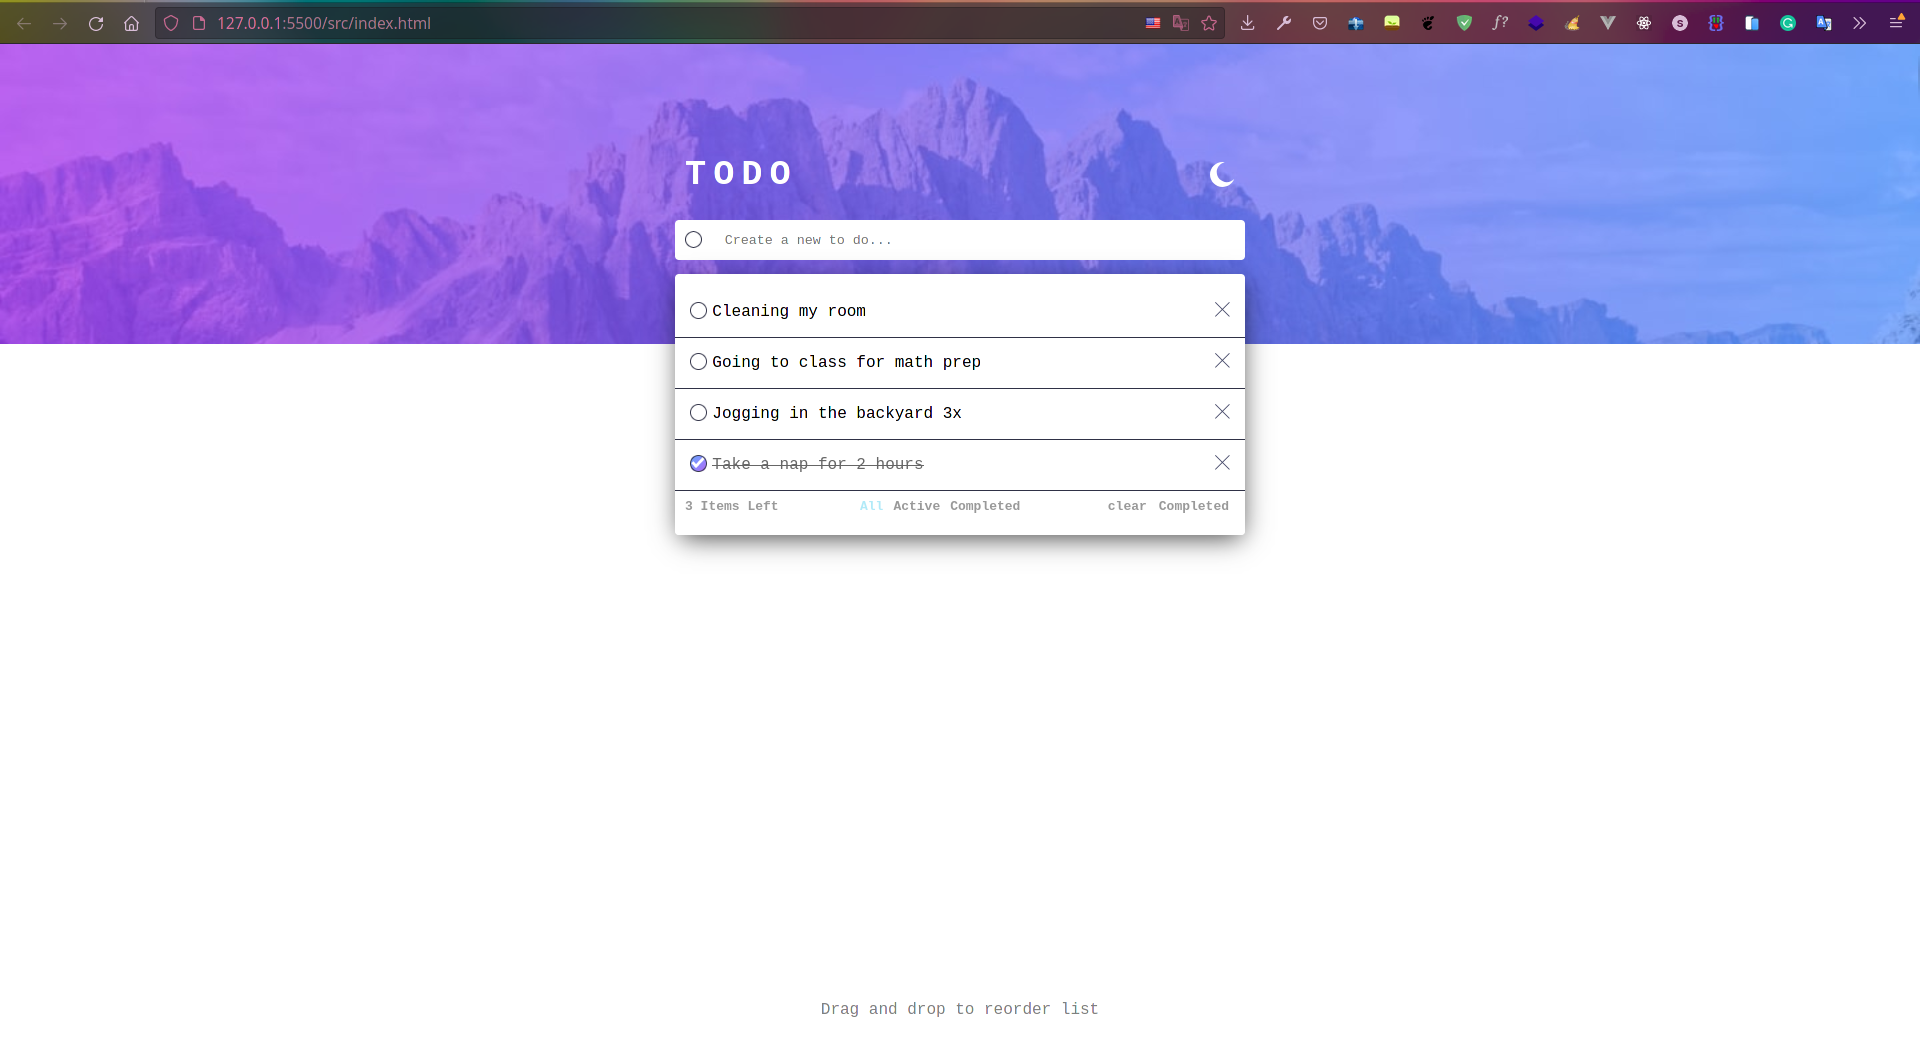 127.0.0.1:5500/src/index.html
TODO
Create a new to do...
Cleaning my room
Going to class for math prep
Jogging in the backyard 3x
Take a nap for 2 hours
3 Items Left All Active Completed clear Completed
Drag and drop to reorder list